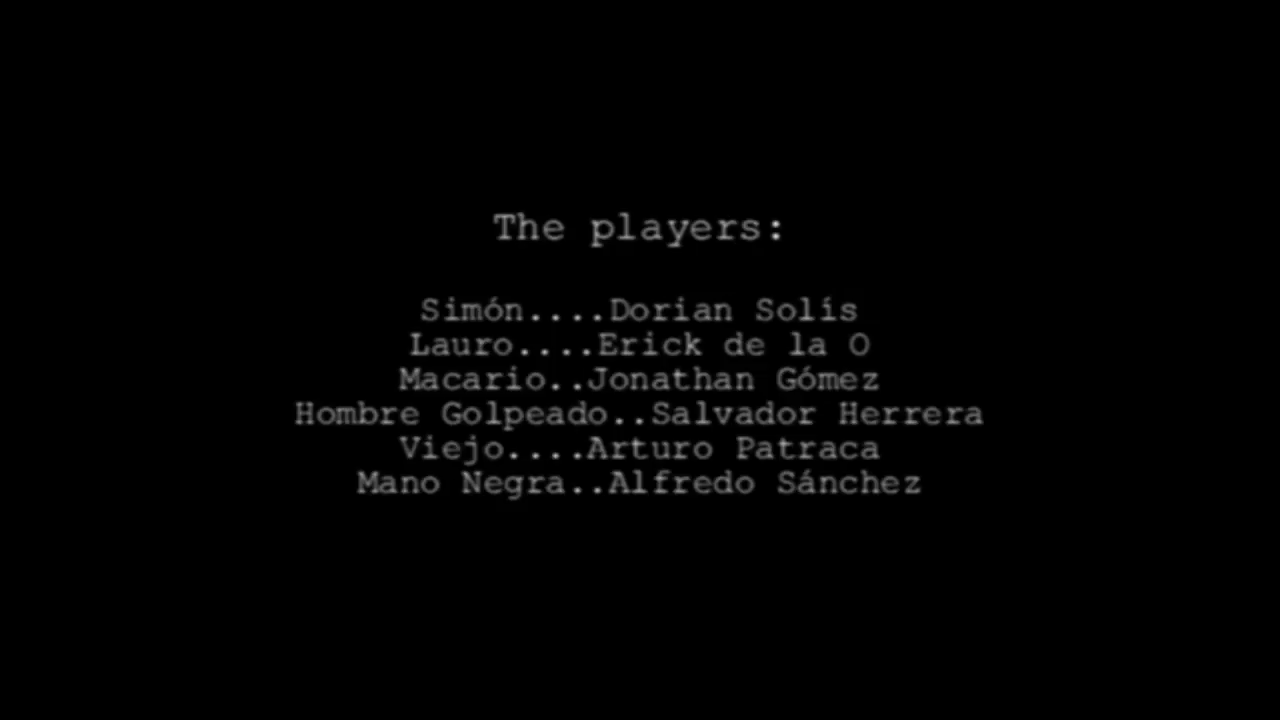 The players:
Simón....Dorian Solís
Lauro....Erick de la O
Macario..Jonathan Gómez
Hombre Golpeado..Salvador Herrera
Viejo....Arturo Patraca
Mano Negra..Alfredo Sánchez